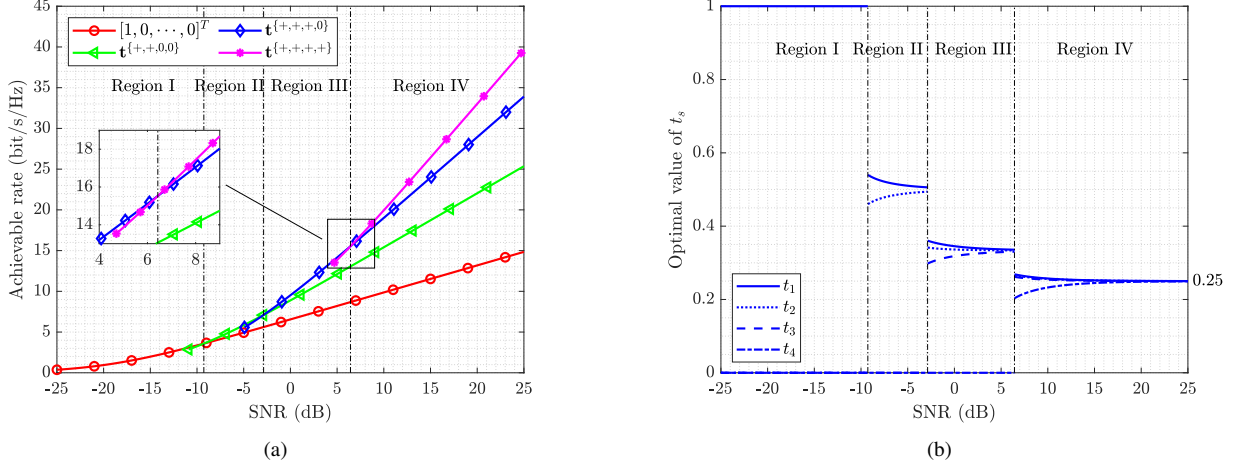 45
40
35
30
25
20
15
10
5
0
Achievable rate (bit/s/Hz)
[1, 0, ⋯, 0]^T
t^{+,+,0,0}
t^{+,+,+,0}
t^{+,+,+,+}
Region I
Region II
Region III
Region IV
18
16
14
4 6 8
-25 -20 -15 -10 -5 0 5 10 15 20 25
SNR (dB)
(a)
1
0.8
0.6
0.4
0.2
0
Optimal value of t_s
Region I
Region II
Region III
Region IV
0.25
t_1
t_2
t_3
t_4
-25 -20 -15 -10 -5 0 5 10 15 20 25
SNR (dB)
(b)